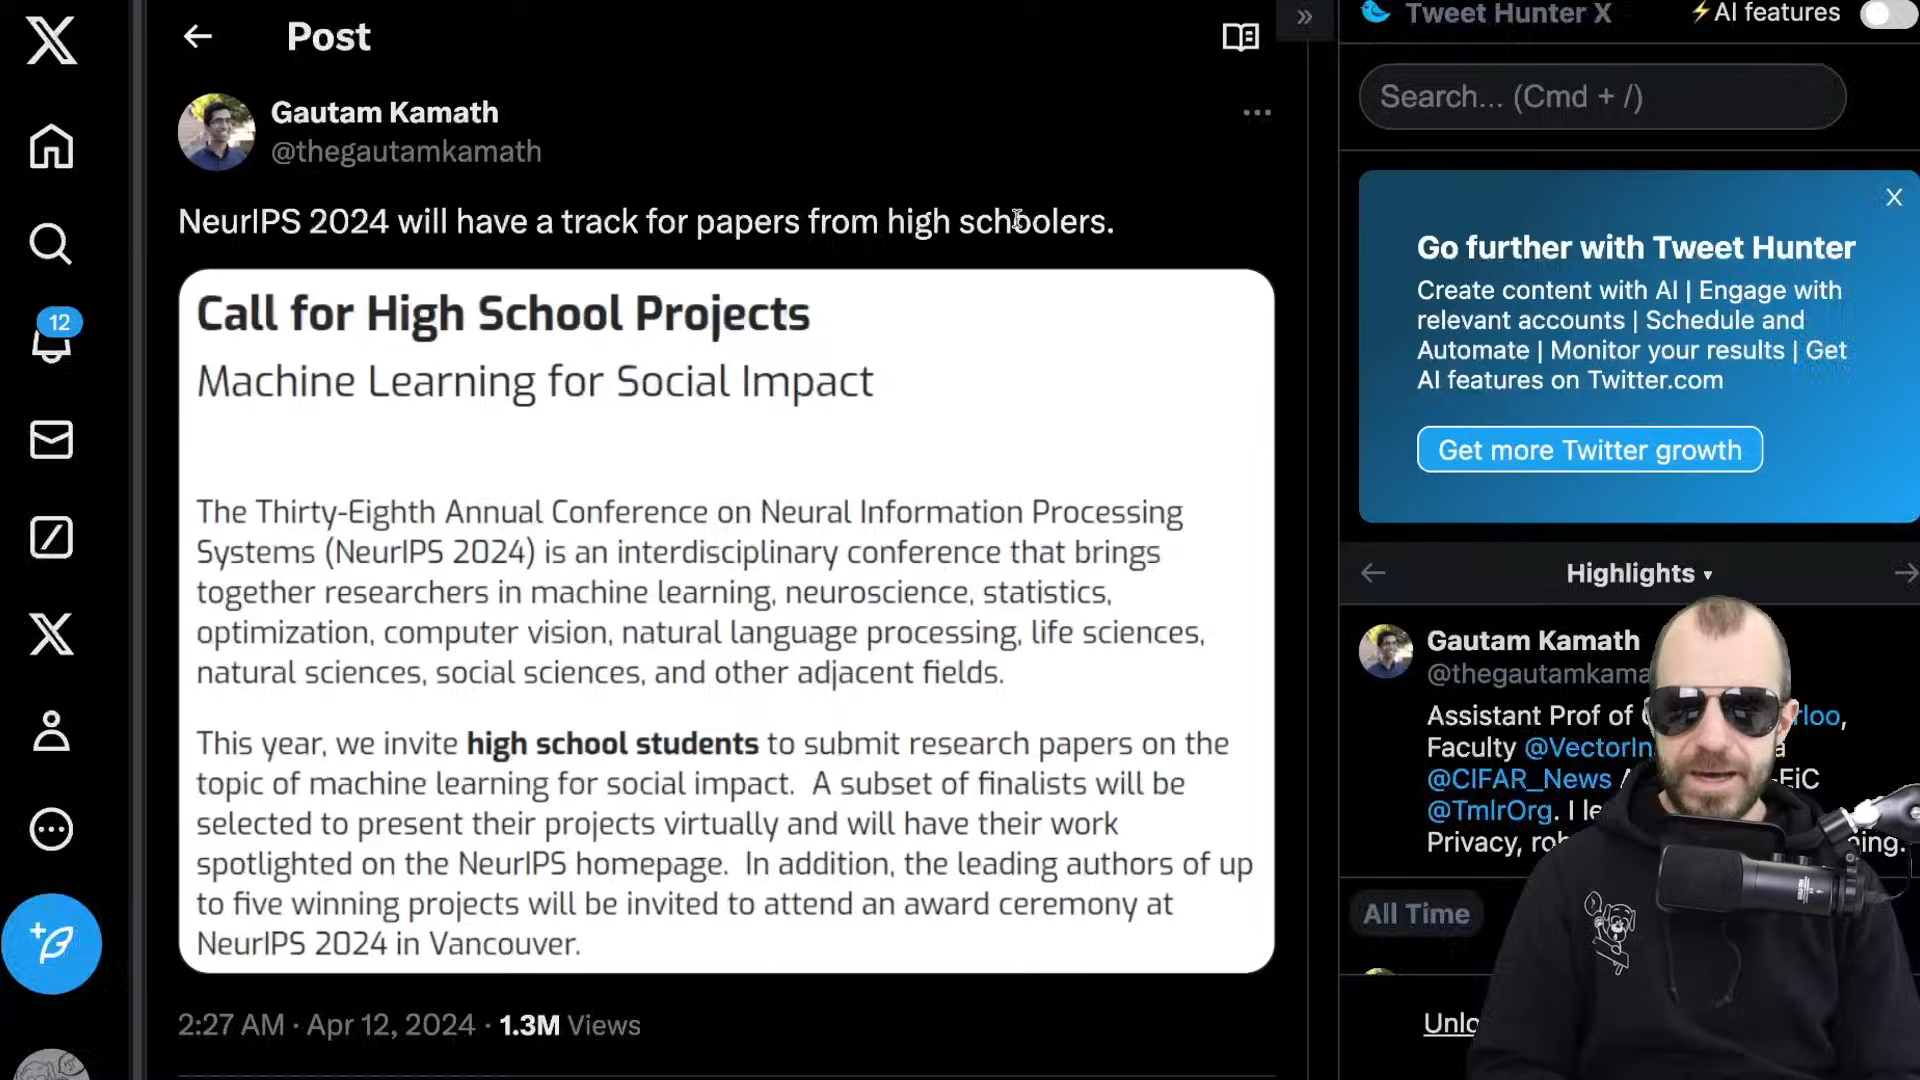 Post
Gautam Kamath
@thegautamkamath
NeurIPS 2024 will have a track for papers from high schoolers.
Call for High School Projects
Machine Learning for Social Impact
The Thirty-Eighth Annual Conference on Neural Information Processing
Systems (NeurIPS 2024) is an interdisciplinary conference that brings
together researchers in machine learning, neuroscience, statistics,
optimization, computer vision, natural language processing, life sciences,
natural sciences, social sciences, and other adjacent fields.
This year, we invite high school students to submit research papers on the
topic of machine learning for social impact. A subset of finalists will be
selected to present their projects virtually and will have their work
spotlighted on the NeurIPS homepage. In addition, the leading authors of up
to five winning projects will be invited to attend an award ceremony at
NeurIPS 2024 in Vancouver.
2:27 AM · Apr 12, 2024 · 1.3M Views
12
Tweet Hunter X
⚡AI features
Search... (Cmd + /)
X
Go further with Tweet Hunter
Create content with AI | Engage with
relevant accounts | Schedule and
Automate | Monitor your results | Get
AI features on Twitter.com
Get more Twitter growth
Highlights
Gautam Kamath
@thegautamkama
Assistant Prof of
Faculty @VectorIn
@CIFAR_News
EiC
@TmlrOrg. I le
Privacy, rob
ing.
All Time
Unlo